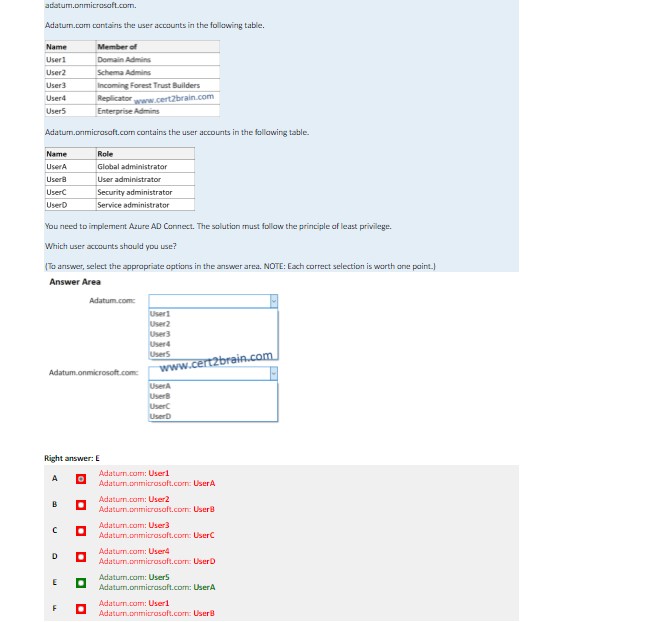 adatum.onmicrosoft.com.
Adatum.com contains the user accounts in the following table.
Name Member of
User1 Domain Admins
User2 Schema Admins
User3 Incoming Forest Trust Builders
User4 Replicator www.cert2brain.com
User5 Enterprise Admins
Adatum.onmicrosoft.com contains the user accounts in the following table.
Name Role
UserA Global administrator
UserB User administrator
UserC Security administrator
UserD Service administrator
You need to implement Azure AD Connect. The solution must follow the principle of least privilege.
Which user accounts should you use?
(To answer, select the appropriate options in the answer area. NOTE: Each correct selection is worth one point.)
Answer Area
Adatum.com:
User1
User2
User3
User4
User5
www.cert2brain.com
Adatum.onmicrosoft.com:
UserA
UserB
UserC
UserD
Right answer: E
A Adatum.com: User1
Adatum.onmicrosoft.com: UserA
B Adatum.com: User2
Adatum.onmicrosoft.com: UserB
C Adatum.com: User3
Adatum.onmicrosoft.com: UserC
D Adatum.com: User4
Adatum.onmicrosoft.com: UserD
E Adatum.com: User5
Adatum.onmicrosoft.com: UserA
F Adatum.com: User1
Adatum.onmicrosoft.com: UserB